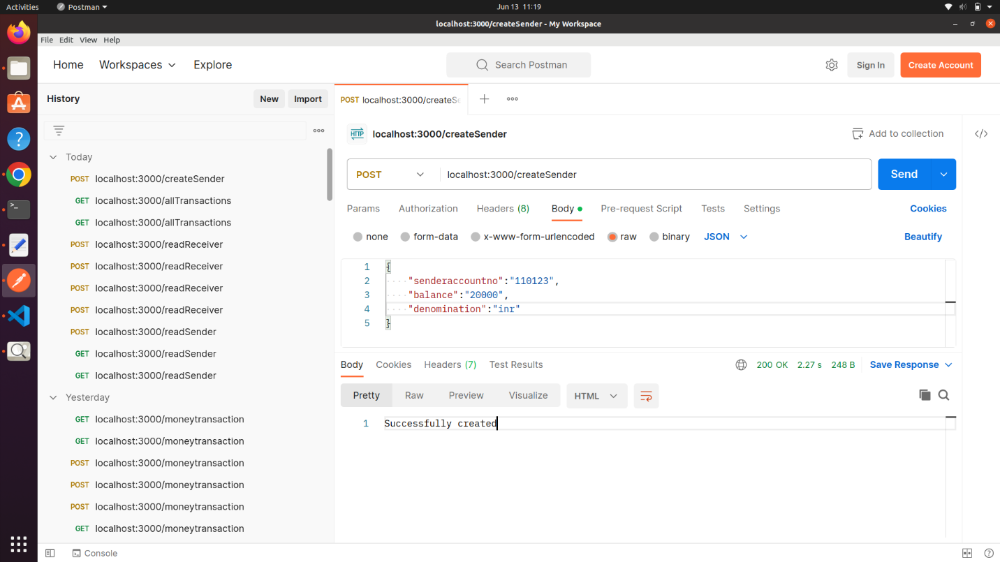 Activities
Postman
Jun 13 11:19
localhost:3000/createSender - My Workspace
File Edit View Help
Home
Workspaces
Explore
Search Postman
Sign In
Create Account
History
New
Import
POST localhost:3000/createSe
HTTP localhost:3000/createSender
Add to collection
Today
POST localhost:3000/createSender
GET localhost:3000/allTransactions
GET localhost:3000/allTransactions
POST localhost:3000/readReceiver
POST localhost:3000/readReceiver
POST localhost:3000/readReceiver
POST localhost:3000/readReceiver
POST localhost:3000/readSender
GET localhost:3000/readSender
GET localhost:3000/readSender
Yesterday
GET localhost:3000/moneytransaction
GET localhost:3000/moneytransaction
POST localhost:3000/moneytransaction
POST localhost:3000/moneytransaction
POST localhost:3000/moneytransaction
GET localhost:3000/moneytransaction
POST localhost:3000/createSender
Send
Params Authorization Headers (8) Body Pre-request Script Tests Settings Cookies
none form-data x-www-form-urlencoded raw binary JSON Beautify
1 {
2 "senderaccountno":"110123",
3 "balance":"20000",
4 "denomination":"inr"
5 }
Body Cookies Headers (7) Test Results
200 OK 2.27 s 248 B Save Response
Pretty Raw Preview Visualize HTML
1 Successfully created
Console